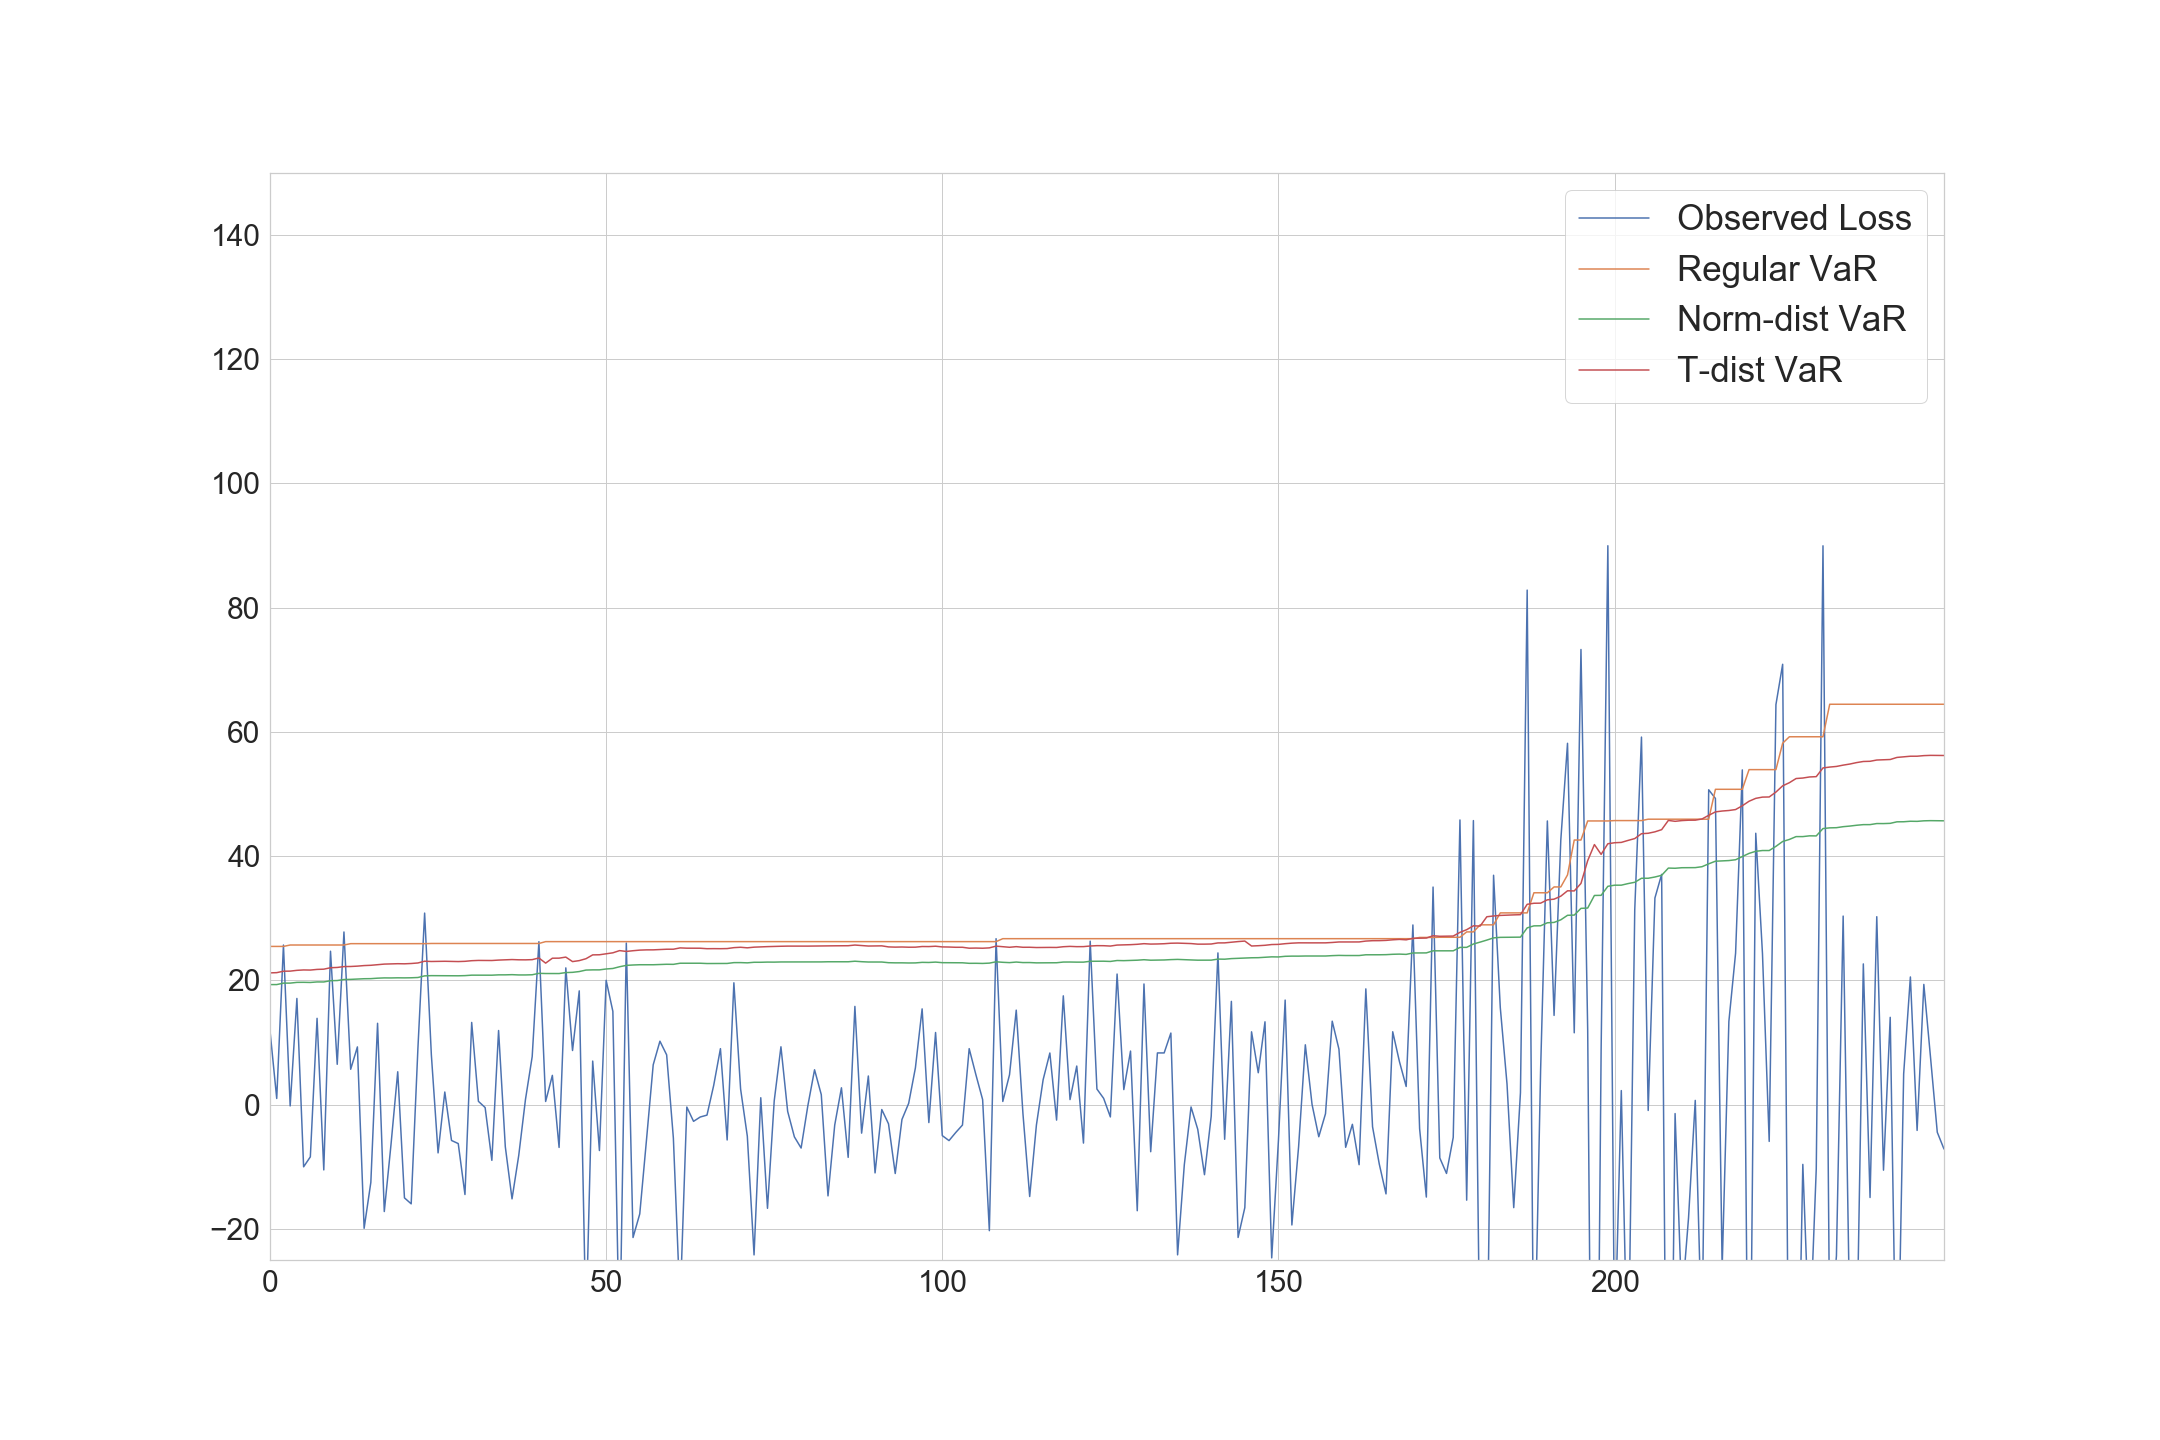 140
120
100
80
60
40
20
0
−20
0 50 100 150 200
Observed Loss
Regular VaR
Norm-dist VaR
T-dist VaR